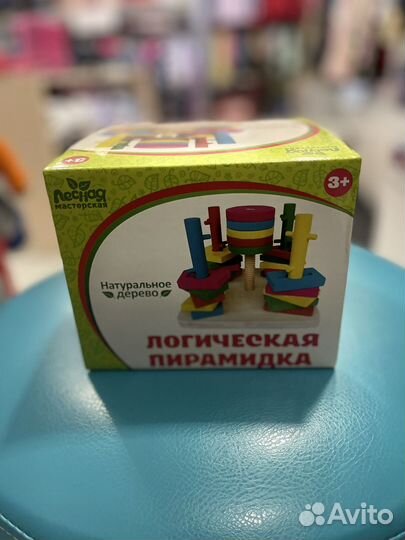 Лесная
мастерская
3+
Натуральное
дерево
ЛОГИЧЕСКАЯ
ПИРАМИДКА
Avito